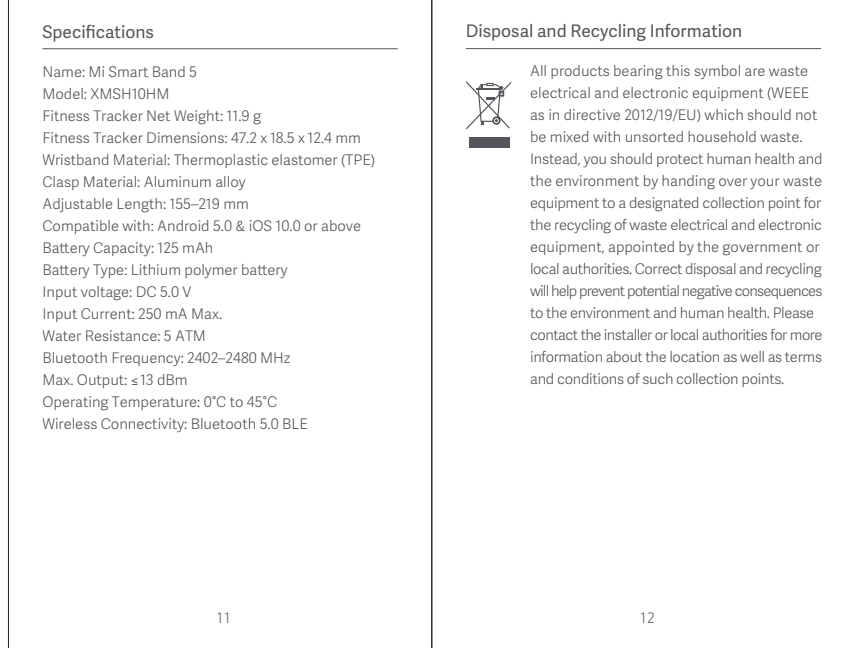 Specifications
Name: Mi Smart Band 5
Model: XMSH10HM
Fitness Tracker Net Weight: 11.9 g
Fitness Tracker Dimensions: 47.2 x 18.5 x 12.4 mm
Wristband Material: Thermoplastic elastomer (TPE)
Clasp Material: Aluminum alloy
Adjustable Length: 155–219 mm
Compatible with: Android 5.0 & iOS 10.0 or above
Battery Capacity: 125 mAh
Battery Type: Lithium polymer battery
Input voltage: DC 5.0 V
Input Current: 250 mA Max.
Water Resistance: 5 ATM
Bluetooth Frequency: 2402–2480 MHz
Max. Output: ≤13 dBm
Operating Temperature: 0°C to 45°C
Wireless Connectivity: Bluetooth 5.0 BLE
11
Disposal and Recycling Information
All products bearing this symbol are waste
electrical and electronic equipment (WEEE
as in directive 2012/19/EU) which should not
be mixed with unsorted household waste.
Instead, you should protect human health and
the environment by handing over your waste
equipment to a designated collection point for
the recycling of waste electrical and electronic
equipment, appointed by the government or
local authorities. Correct disposal and recycling
will help prevent potential negative consequences
to the environment and human health. Please
contact the installer or local authorities for more
information about the location as well as terms
and conditions of such collection points.
12